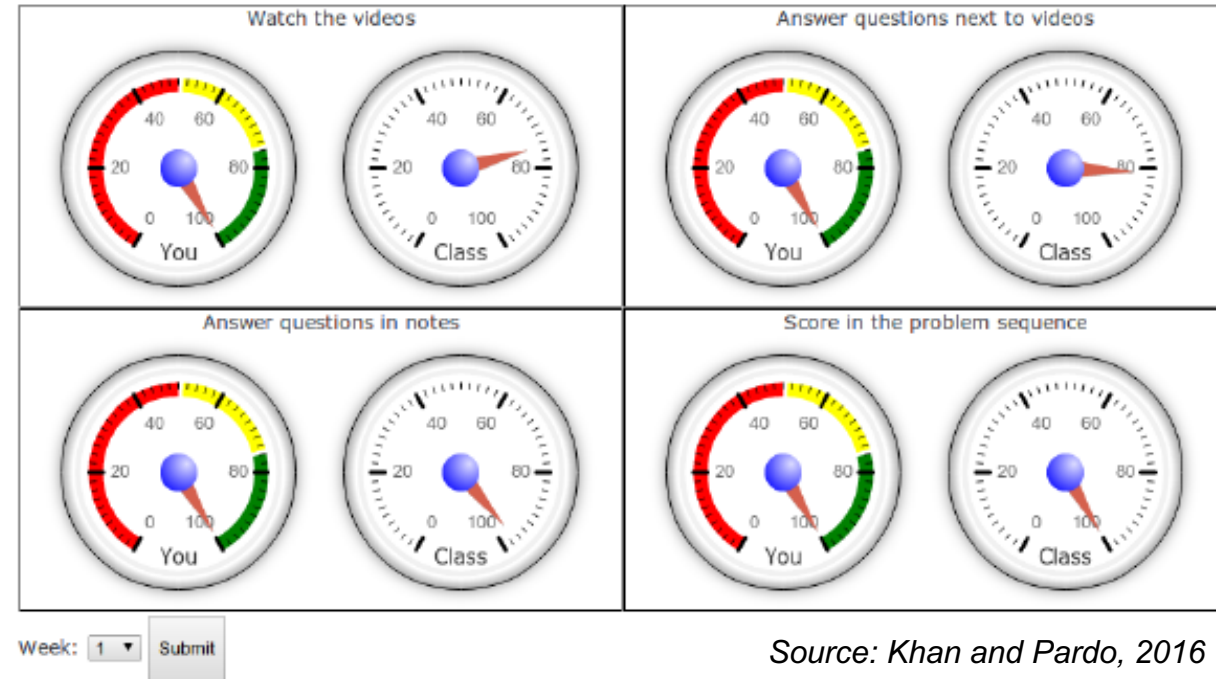 Watch the videos
40 60
20 80
0 100
You
40 60
20 80
0 100
Class
Answer questions next to videos
40 60
20 80
0 100
You
40 60
20 80
0 100
Class
Answer questions in notes
40 60
20 80
0 100
You
40 60
20 80
0 100
Class
Score in the problem sequence
40 60
20 80
0 100
You
40 60
20 80
0 100
Class
Week: 1 Submit
Source: Khan and Pardo, 2016